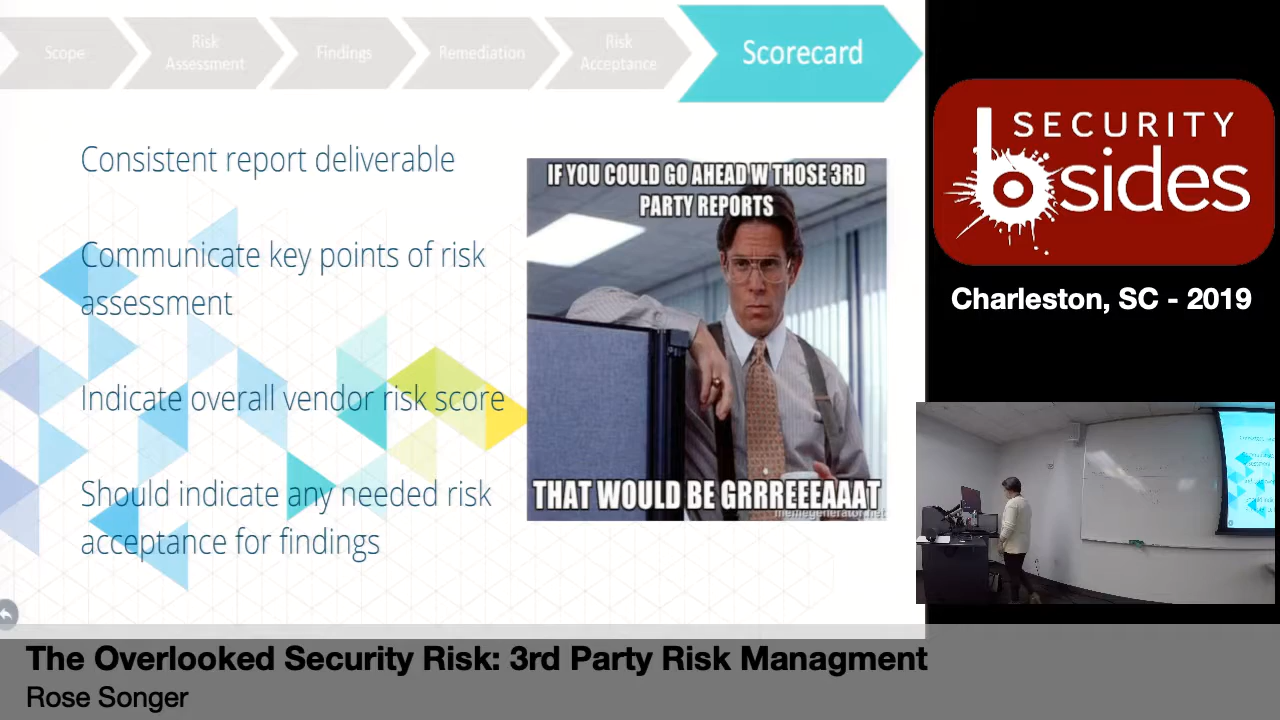 Scope
Risk
Assessment
Findings
Remediation
Risk
Acceptance
Scorecard
Consistent report deliverable
Communicate key points of risk
assessment
Indicate overall vendor risk score
Should indicate any needed risk
acceptance for findings
IF YOU COULD GO AHEAD W THOSE 3RD
PARTY REPORTS
THAT WOULD BE GRRREEEAAAT
memegenerator.net
SECURITY
bsides
Charleston, SC - 2019
The Overlooked Security Risk: 3rd Party Risk Managment
Rose Songer